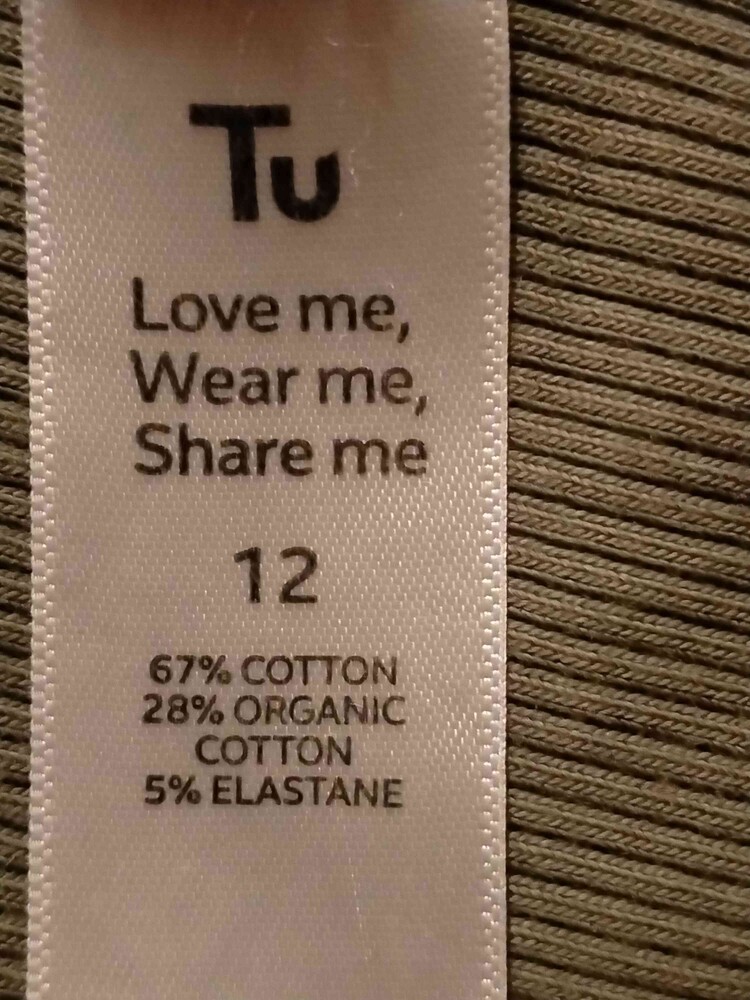 Tu
Love me,
Wear me,
Share me
12
67% COTTON
28% ORGANIC
COTTON
5% ELASTANE